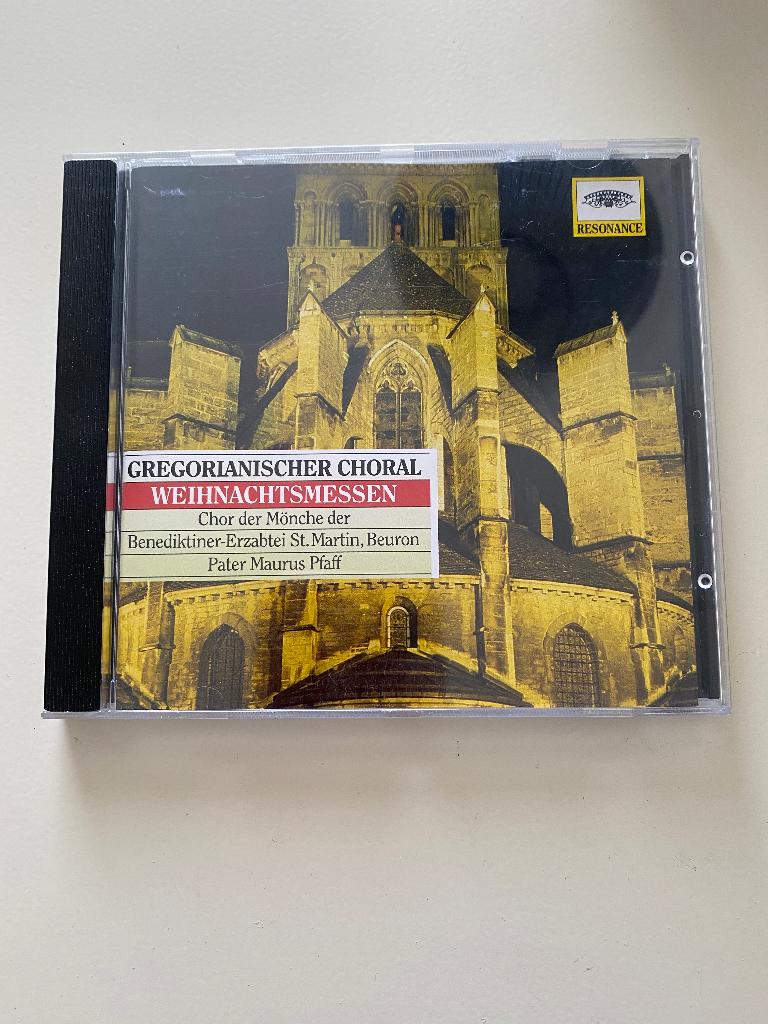 RESONANCE
GREGORIANISCHER CHORAL
WEIHNACHTSMESSEN
Chor der Mönche der
Benediktiner-Erzabtei St. Martin, Beuron
Pater Maurus Pfaff